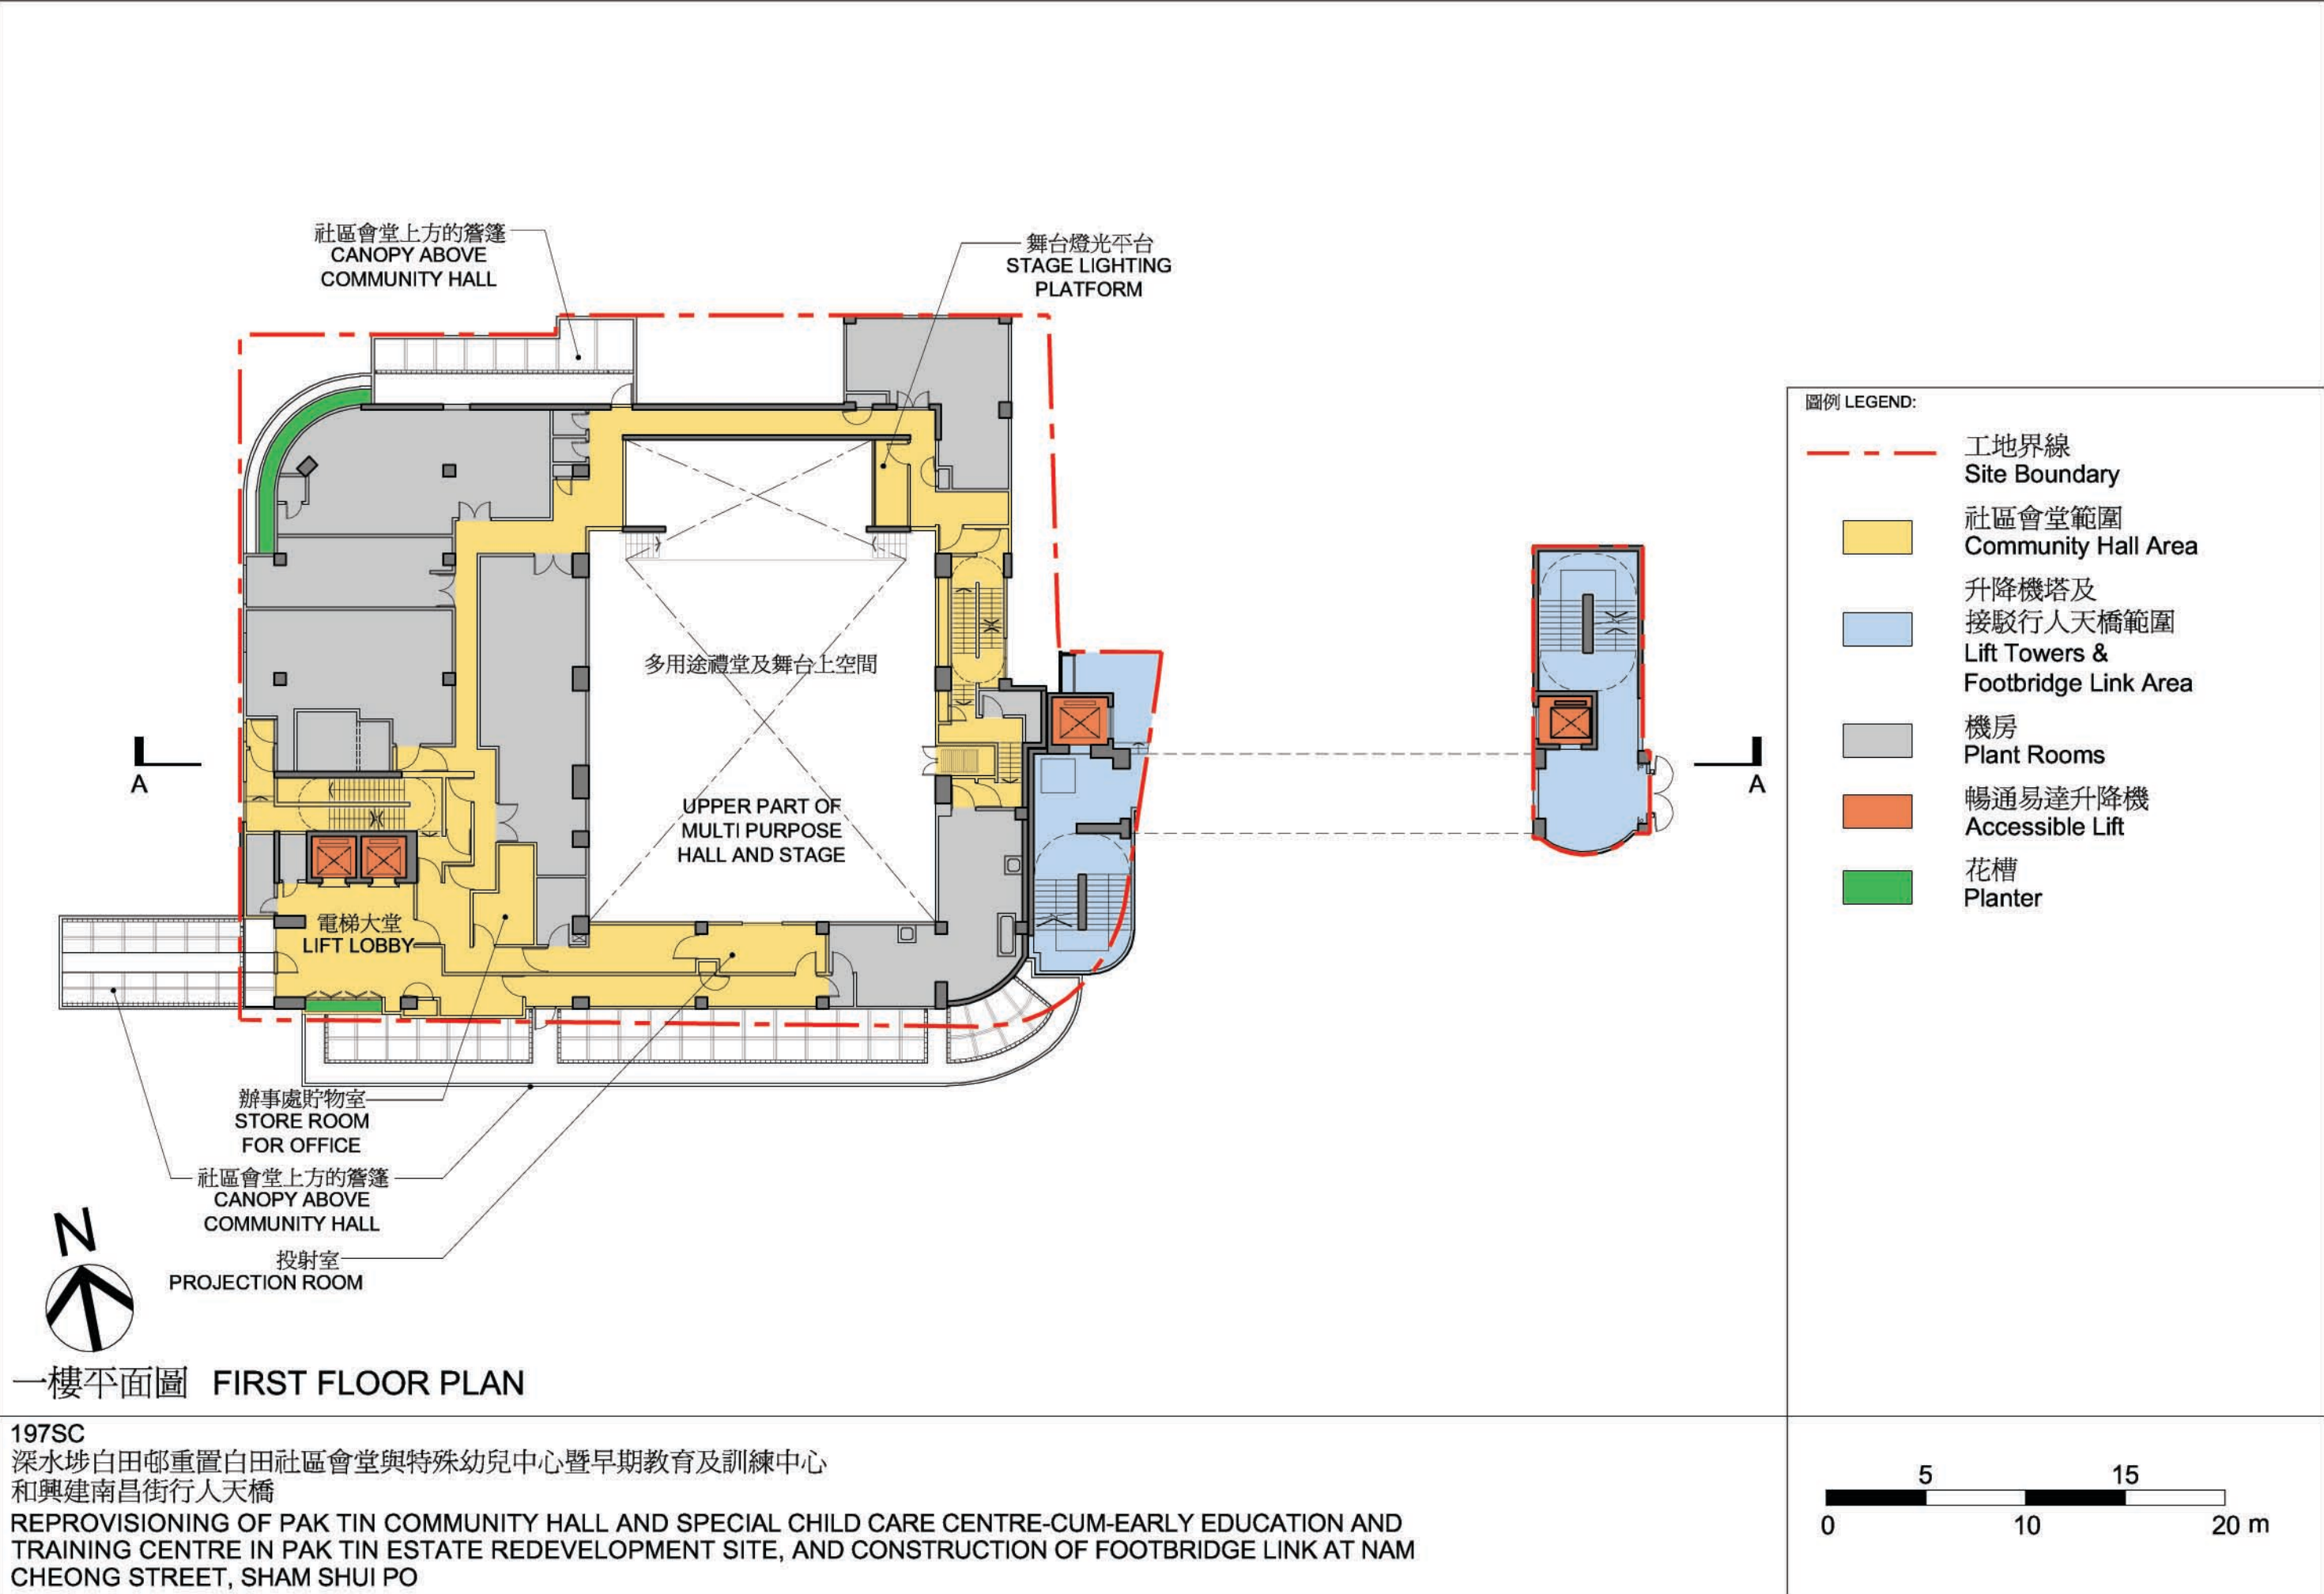 社區會堂上方的簷篷
CANOPY ABOVE
COMMUNITY HALL
舞台燈光平台
STAGE LIGHTING
PLATFORM
多用途禮堂及舞台上空間
UPPER PART OF
MULTI PURPOSE
HALL AND STAGE
A
A
電梯大堂
LIFT LOBBY
辦事處貯物室
STORE ROOM
FOR OFFICE
社區會堂上方的簷篷
CANOPY ABOVE
COMMUNITY HALL
投射室
PROJECTION ROOM
N
一樓平面圖 FIRST FLOOR PLAN
圖例 LEGEND:
工地界線
Site Boundary
社區會堂範圍
Community Hall Area
升降機塔及
接駁行人天橋範圍
Lift Towers &
Footbridge Link Area
機房
Plant Rooms
暢通易達升降機
Accessible Lift
花槽
Planter
197SC
深水埗白田邨重置白田社區會堂與特殊幼兒中心暨早期教育及訓練中心
和興建南昌街行人天橋
REPROVISIONING OF PAK TIN COMMUNITY HALL AND SPECIAL CHILD CARE CENTRE-CUM-EARLY EDUCATION AND
TRAINING CENTRE IN PAK TIN ESTATE REDEVELOPMENT SITE, AND CONSTRUCTION OF FOOTBRIDGE LINK AT NAM
CHEONG STREET, SHAM SHUI PO
5 15
0 10 20 m